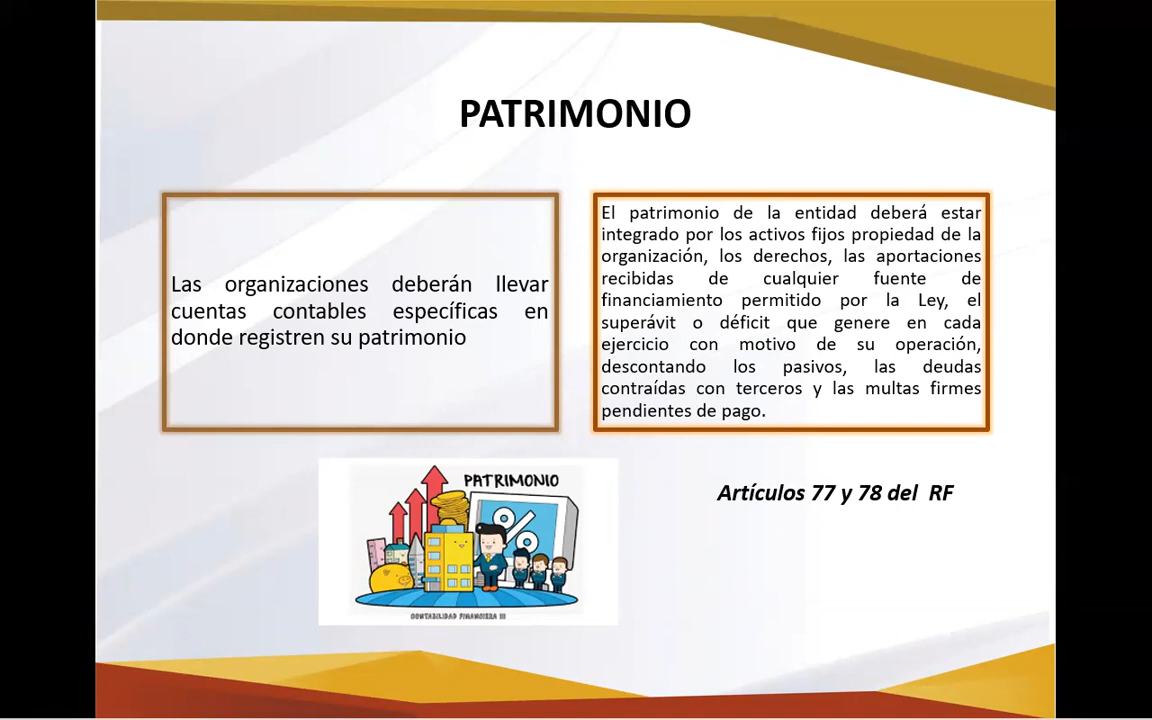 PATRIMONIO
Las organizaciones deberán llevar
cuentas contables específicas en
donde registren su patrimonio
El patrimonio de la entidad deberá estar
integrado por los activos fijos propiedad de la
organización, los derechos, las aportaciones
recibidas de cualquier fuente de
financiamiento permitido por la Ley, el
superávit o déficit que genere en cada
ejercicio con motivo de su operación,
descontando los pasivos, las deudas
contraídas con terceros y las multas firmes
pendientes de pago.
PATRIMONIO
%
CONTABILIDAD FINANCIERA III
Artículos 77 y 78 del RF